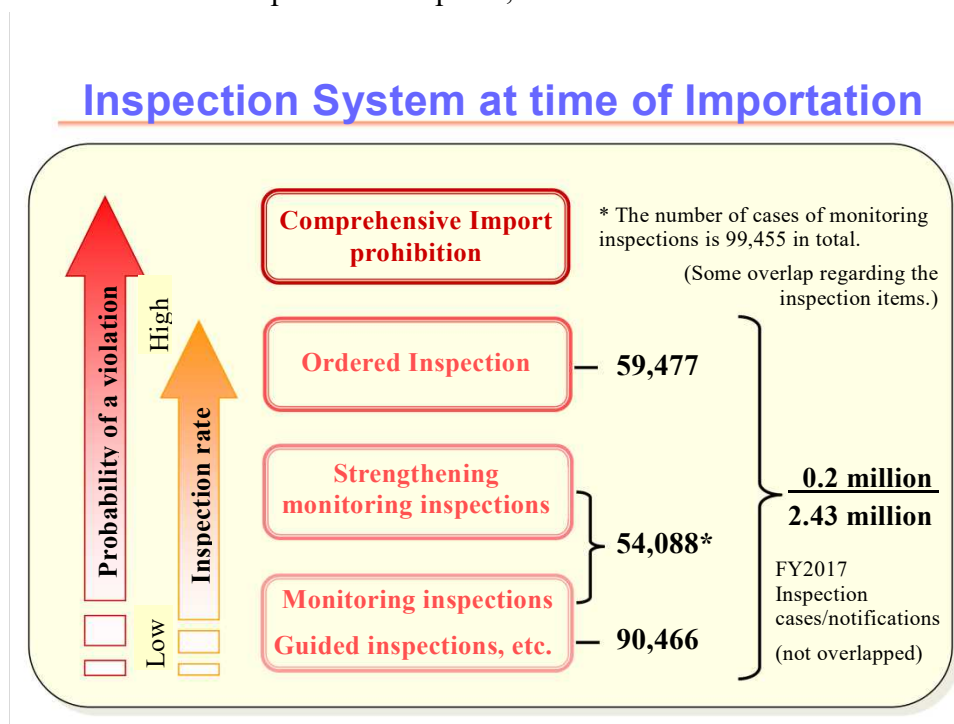 Inspection System at time of Importation
Comprehensive Import
prohibition
* The number of cases of monitoring
inspections is 99,455 in total.
(Some overlap regarding the
inspection items.)
Probability of a violation
High
Low
Inspection rate
Ordered Inspection
59,477
Strengthening
monitoring inspections
54,088*
Monitoring inspections
Guided inspections, etc.
90,466
0.2 million
2.43 million
FY2017
Inspection
cases/notifications
(not overlapped)